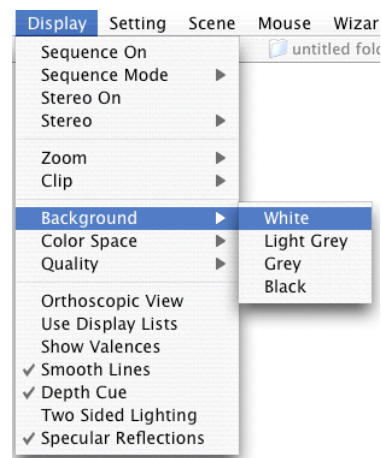 Display Setting Scene Mouse Wizar
untitled fold
Sequence On
Sequence Mode
Stereo On
Stereo
Zoom
Clip
Background White
Color Space Light Grey
Quality Grey
Black
Orthoscopic View
Use Display Lists
Show Valences
Smooth Lines
Depth Cue
Two Sided Lighting
Specular Reflections